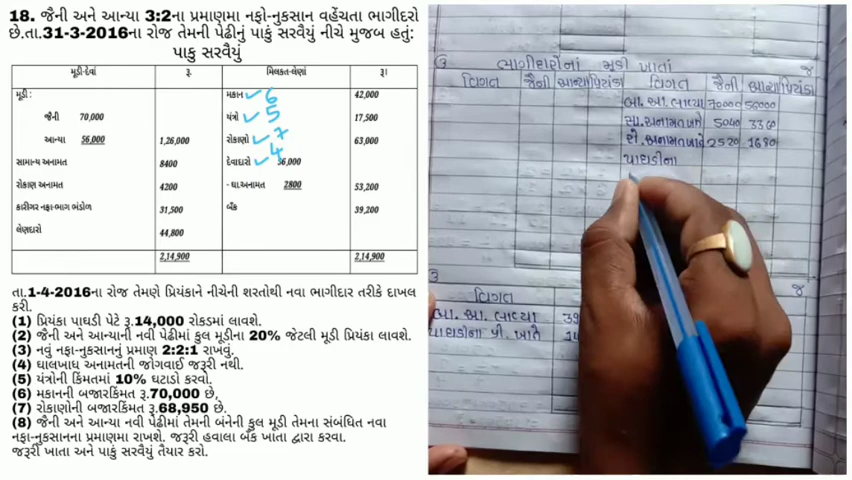 18. જૈની અને આન્યા 3:2ના પ્રમાણમા નફો-નુકસાન વહેંચતા ભાગીદારો
છે.તા.31-3-2016ના રોજ તેમની પેઢીનું પાકું સરવૈયું નીચે મુજબ હતું:
પાકુ સરવૈયું
મૂડી-દેવાં રૂ. મિલકત-લેણાં રૂ।
મૂડી : મકાન 6 42,000
જૈની 70,000 યંત્રો 5 17,500
આન્યા 56,000 1,26,000 રોકાણો 7 63,000
સામાન્ય અનામત 8400 દેવાદારો 4 56,000
રોકાણ અનામત 4200 - ઘા.અનામત 2800 53,200
કારીગર નફા-ભાગ ભંડોળ 31,500 બૅંક 39,200
લેણદારો 44,800
2,14,900 2,14,900
તા.1-4-2016ના રોજ તેમણે પ્રિયંકાને નીચેની શરતોથી નવા ભાગીદાર તરીકે દાખલ
કરી.
(1) પ્રિયંકા પાઘડી પેટે રૂ.14,000 રોકડમાં લાવશે.
(2) જૈની અને આન્યાની નવી પેઢીમાં કુલ મૂડીના 20% જેટલી મૂડી પ્રિયંકા લાવશે.
(3) નવું નફા-નુકસાનનું પ્રમાણ 2:2:1 રાખવું.
(4) ઘાલખાધ અનામતની જોગવાઈ જરૂરી નથી.
(5) યંત્રોની કિંમતમાં 10% ઘટાડો કરવો.
(6) મકાનની બજારકિંમત રૂ.70,000 છે,
(7) રોકાણોની બજારકિંમત રૂ.68,950 છે.
(8) જૈની અને આન્યા નવી પેઢીમાં તેમની બંનેની કુલ મૂડી તેમના સંબંધિત નવા
નફા-નુકસાનના પ્રમાણમા રાખશે. જરૂરી હવાલા બૅંક ખાતા દ્વારા કરવા.
જરૂરી ખાતા અને પાકું સરવૈયું તૈયાર કરો.
ઉ ભાગીદારોનાં મૂડી ખાતાં જ
વિગત જૈની આન્યા પ્રિયંકા વિગત જૈની આન્યા પ્રિયંકા
બા. આ. લાવ્યા 70000 56000
સા. અનામત ખાતે 5040 3360
રો. અનામત ખાતે 2520 1680
પાઘડીના
ઉ જ
વિગત
બા. આ. લાવ્યા
પાઘડીના પ્રી. ખાતે